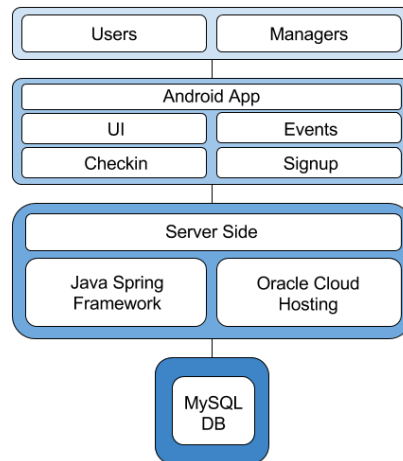 Users
Managers
Android App
UI
Events
Checkin
Signup
Server Side
Java Spring
Framework
Oracle Cloud
Hosting
MySQL
DB